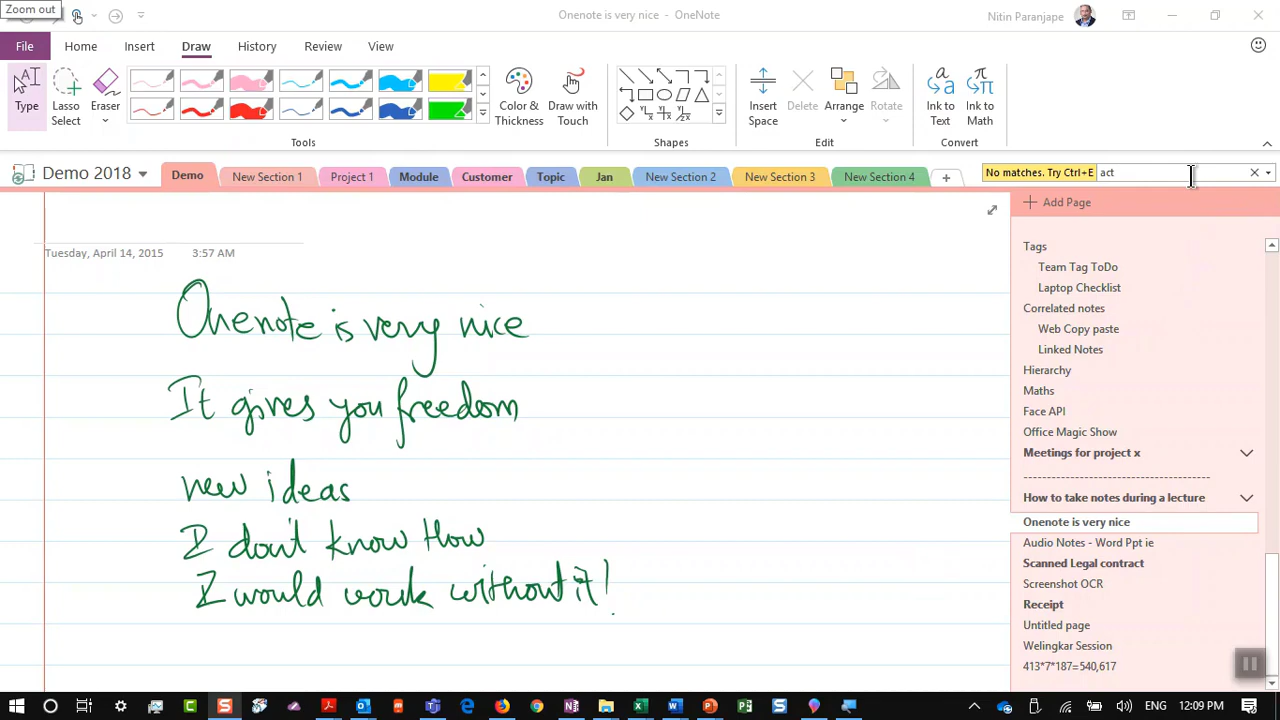 Zoom out
Onenote is very nice - OneNote
Nitin Paranjape
File Home Insert Draw History Review View
Type
Lasso Select
Eraser
Color & Thickness
Draw with Touch
Insert Space
Delete
Arrange
Rotate
Ink to Text
Ink to Math
Tools Shapes Edit Convert
Demo 2018
Demo New Section 1 Project 1 Module Customer Topic Jan New Section 2 New Section 3 New Section 4 +
No matches. Try Ctrl+E act
Add Page
Tuesday, April 14, 2015 3:57 AM
Onenote is very nice
It gives you freedom
new ideas
I don't know How
I would work without it!
Tags
Team Tag ToDo
Laptop Checklist
Correlated notes
Web Copy paste
Linked Notes
Hierarchy
Maths
Face API
Office Magic Show
Meetings for project x
----------------------------------------
How to take notes during a lecture
Onenote is very nice
Audio Notes - Word Ppt ie
Scanned Legal contract
Screenshot OCR
Receipt
Untitled page
Welingkar Session
413*7*187=540,617
ENG 12:09 PM